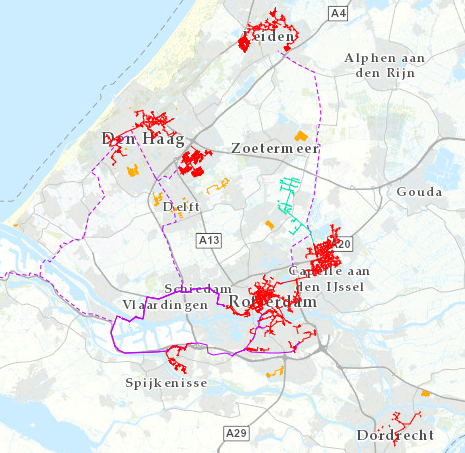 A4
Leiden
Alphen aan
den Rijn
Den Haag
Zoetermeer
Gouda
Delft
A13
A20
Capelle aan
den IJssel
Schiedam
Vlaardingen
Rotterdam
Spijkenisse
A29
Dordrecht